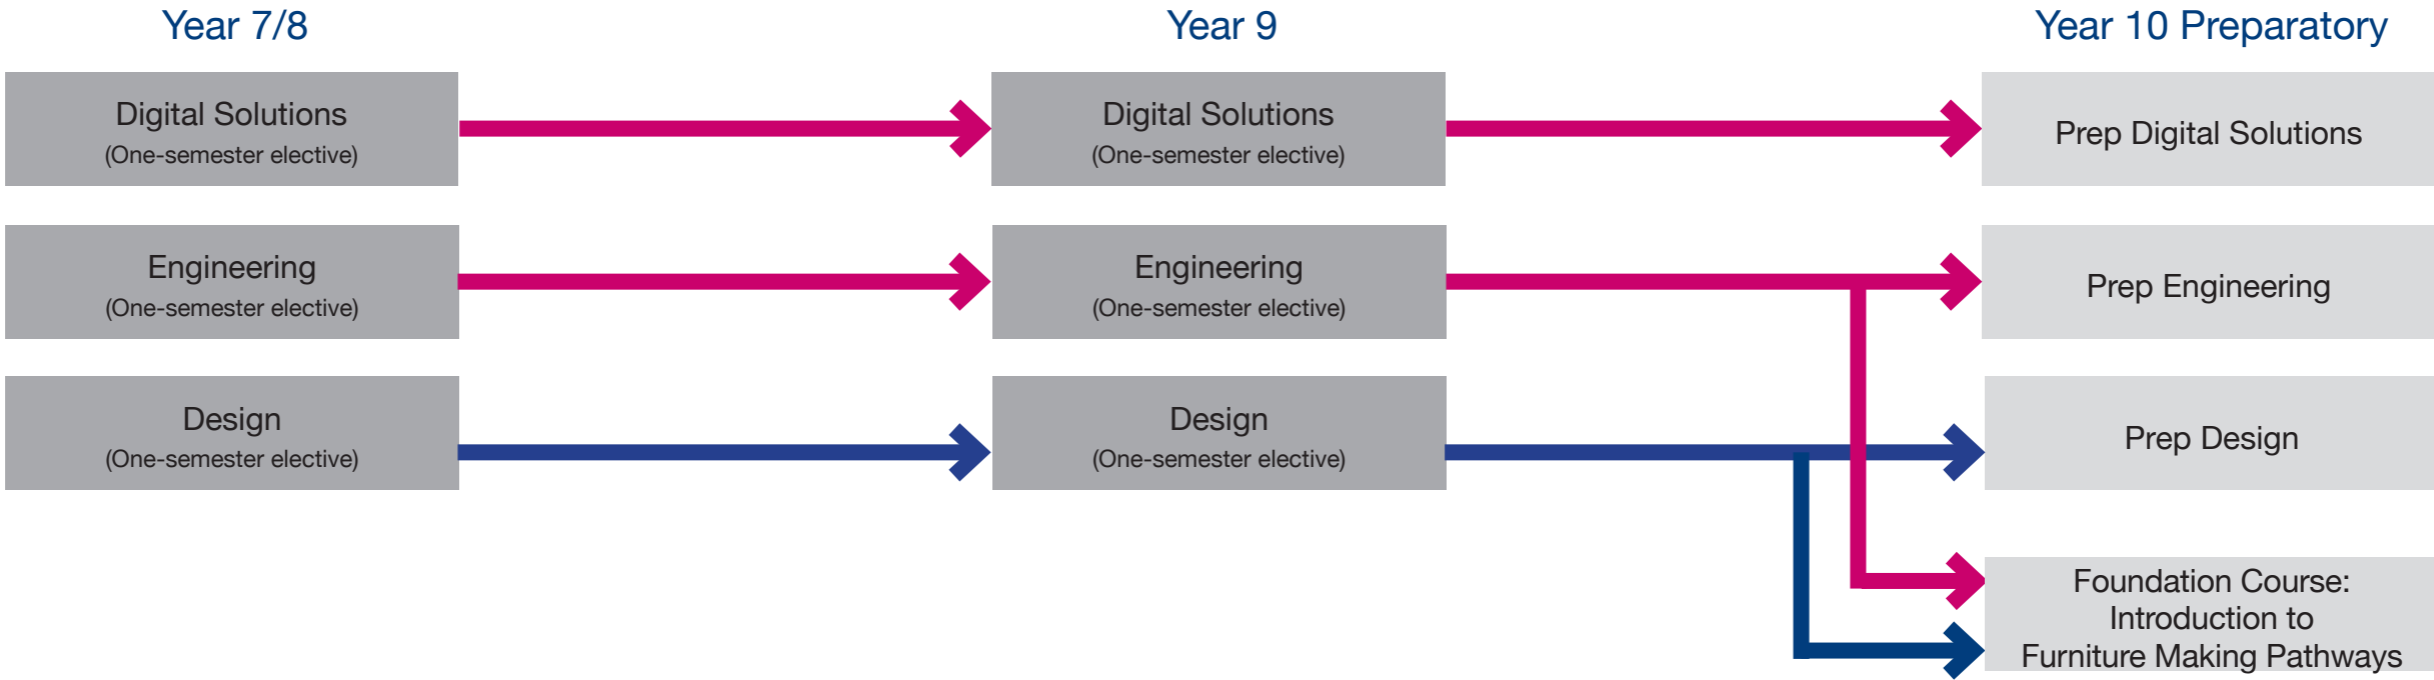 Year 7/8
Year 9
Year 10 Preparatory
Digital Solutions
(One-semester elective)
Digital Solutions
(One-semester elective)
Prep Digital Solutions
Engineering
(One-semester elective)
Engineering
(One-semester elective)
Prep Engineering
Design
(One-semester elective)
Design
(One-semester elective)
Prep Design
Foundation Course:
Introduction to
Furniture Making Pathways